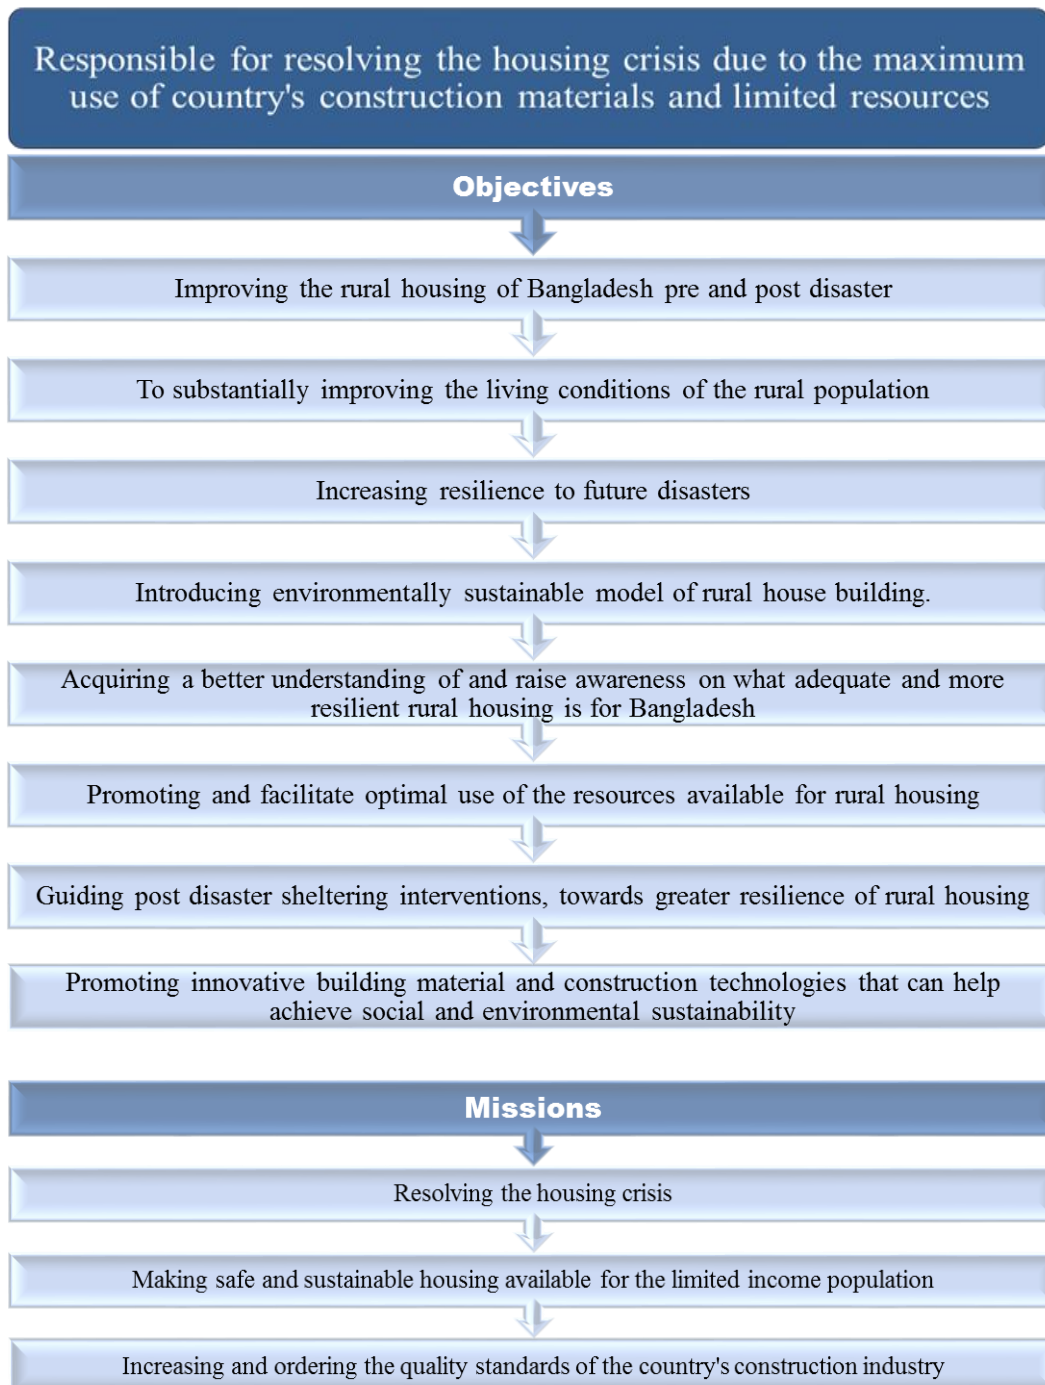 Responsible for resolving the housing crisis due to the maximum
use of country's construction materials and limited resources
Objectives
Improving the rural housing of Bangladesh pre and post disaster
To substantially improving the living conditions of the rural population
Increasing resilience to future disasters
Introducing environmentally sustainable model of rural house building.
Acquiring a better understanding of and raise awareness on what adequate and more
resilient rural housing is for Bangladesh
Promoting and facilitate optimal use of the resources available for rural housing
Guiding post disaster sheltering interventions, towards greater resilience of rural housing
Promoting innovative building material and construction technologies that can help
achieve social and environmental sustainability
Missions
Resolving the housing crisis
Making safe and sustainable housing available for the limited income population
Increasing and ordering the quality standards of the country's construction industry